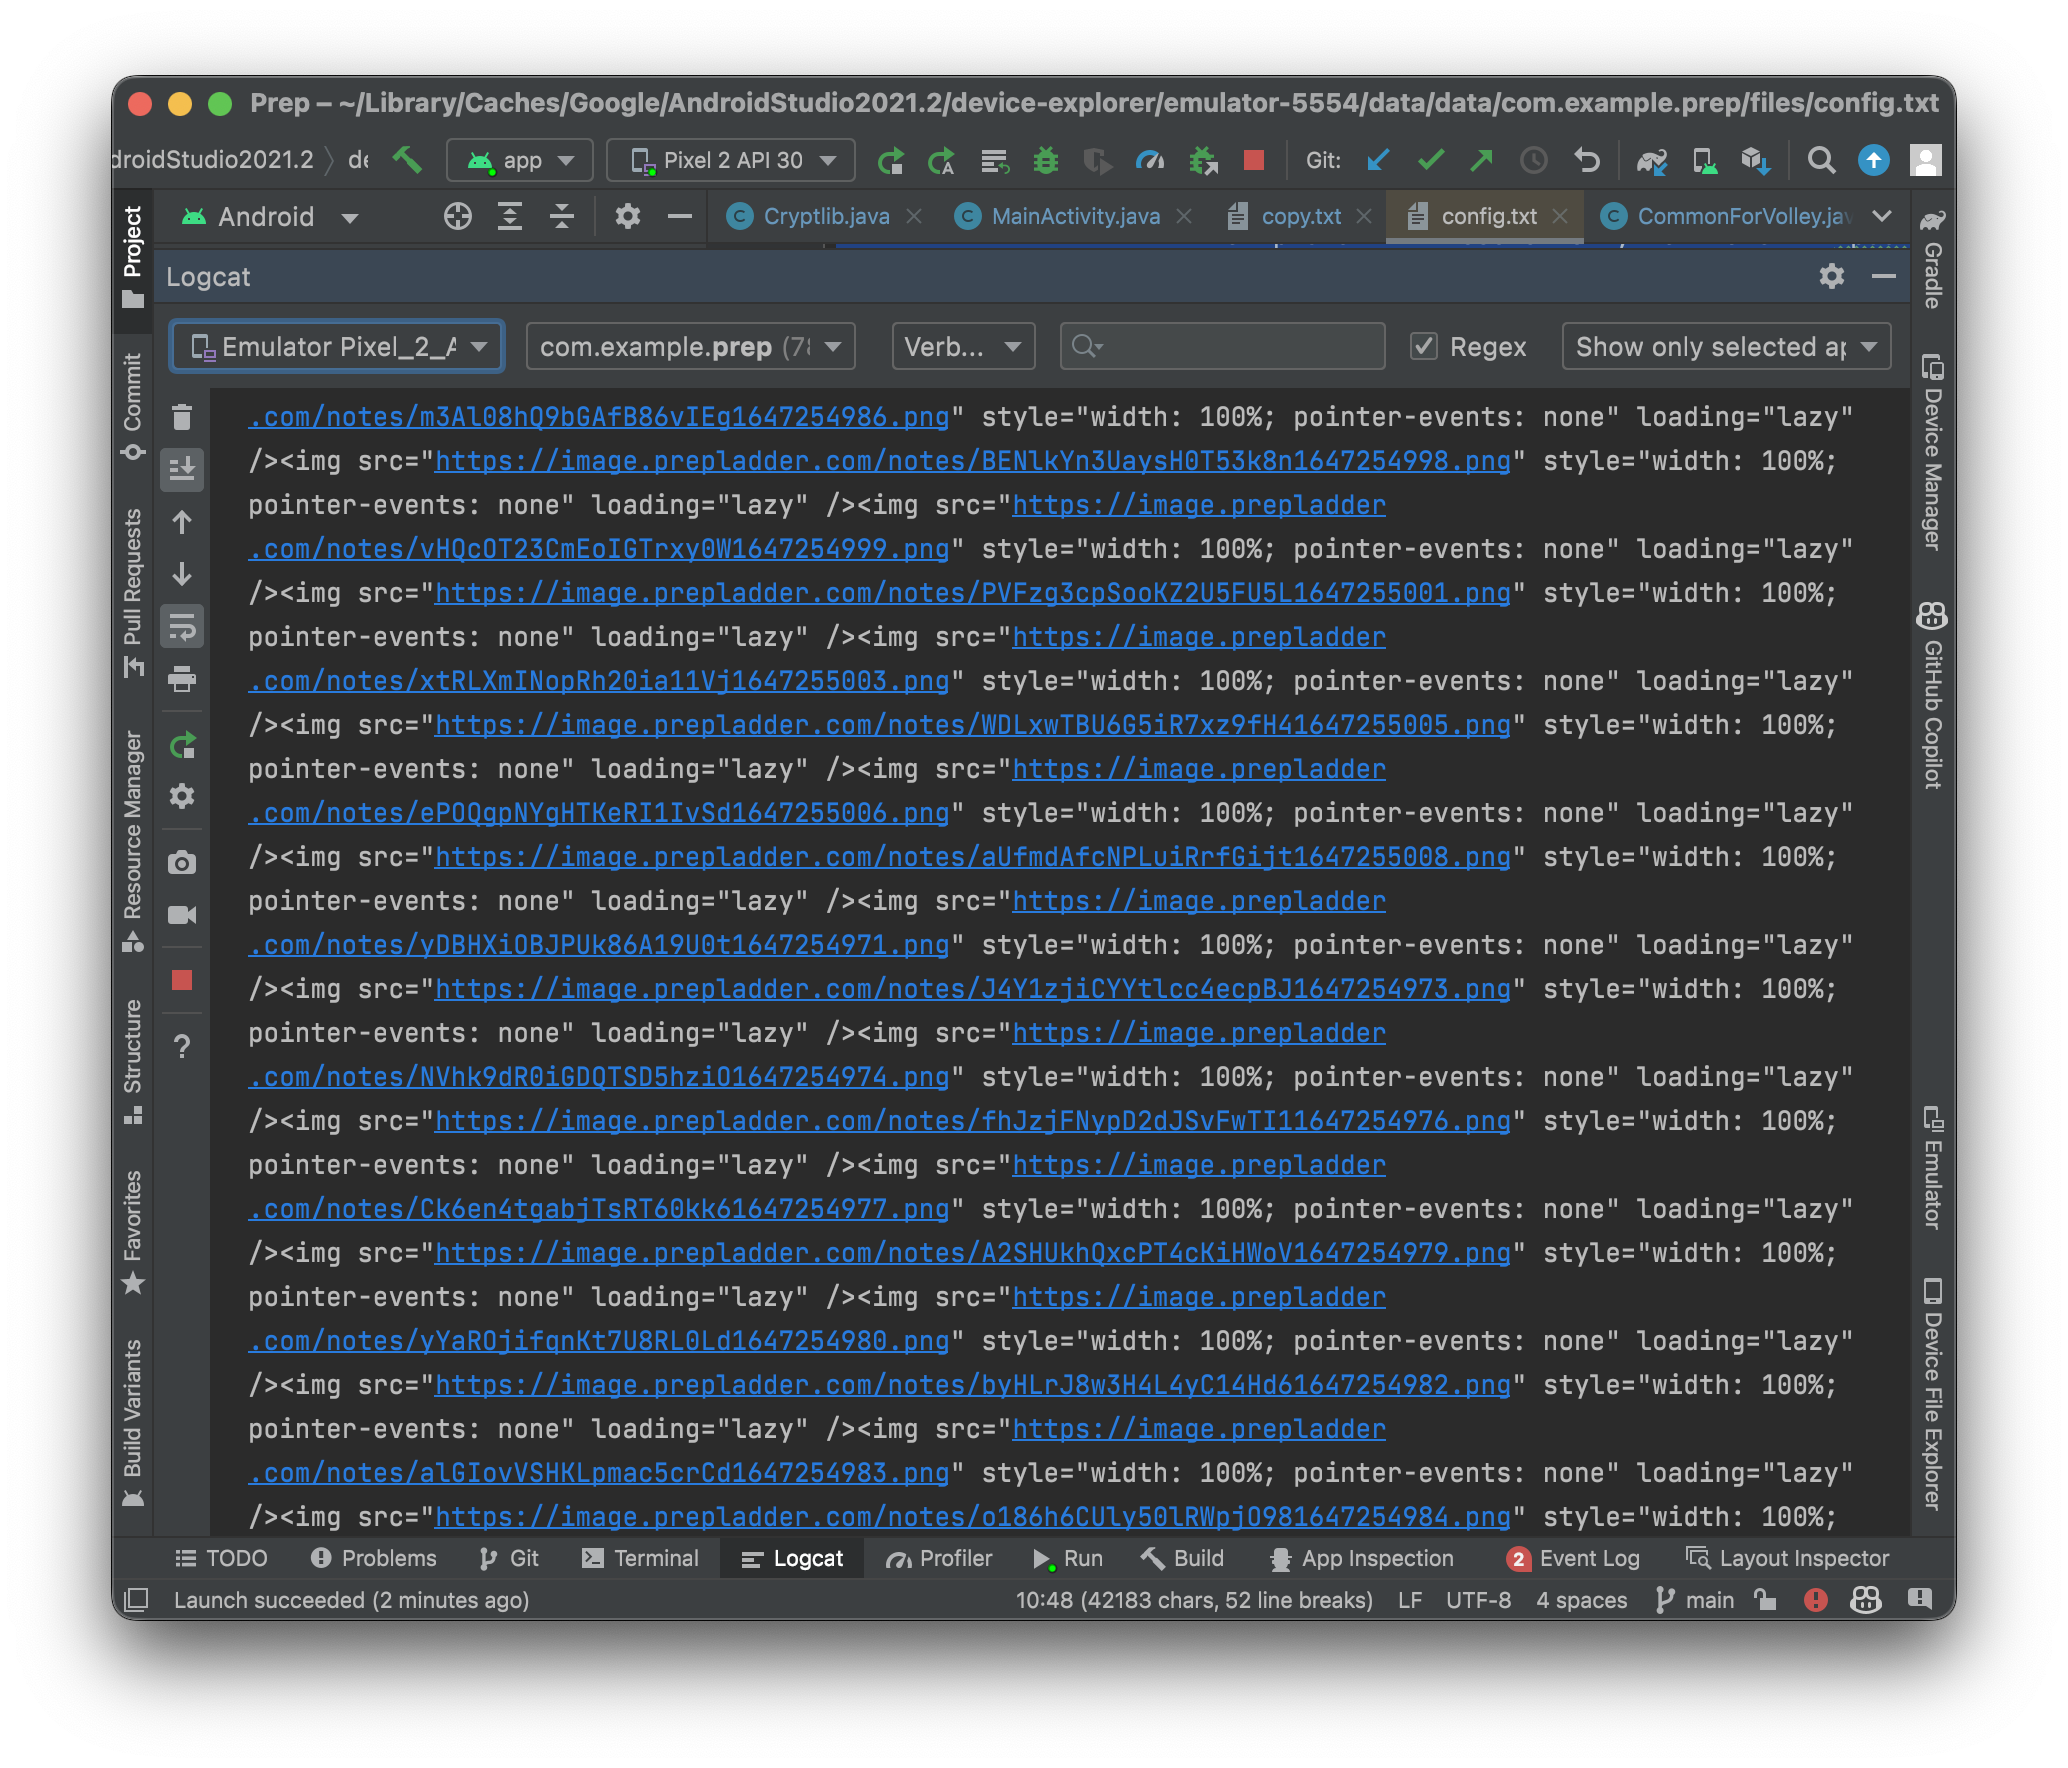 Prep – ~/Library/Caches/Google/AndroidStudio2021.2/device-explorer/emulator-5554/data/data/com.example.prep/files/config.txt
droidStudio2021.2 〉 de app Pixel 2 API 30 Git:
Android Cryptlib.java MainActivity.java copy.txt config.txt CommonForVolley.jav
Logcat
Emulator Pixel_2_A com.example.prep (78 Verb... Regex Show only selected ap
.com/notes/m3Al08hQ9bGAfB86vIEg1647254986.png" style="width: 100%; pointer-events: none" loading="lazy"
/><img src="https://image.prepladder.com/notes/BENlkYn3UaysH0T53k8n1647254998.png" style="width: 100%;
pointer-events: none" loading="lazy" /><img src="https://image.prepladder
.com/notes/vHQcOT23CmEoIGTrxy0W1647254999.png" style="width: 100%; pointer-events: none" loading="lazy"
/><img src="https://image.prepladder.com/notes/PVFzg3cpSooKZ2U5FU5L1647255001.png" style="width: 100%;
pointer-events: none" loading="lazy" /><img src="https://image.prepladder
.com/notes/xtRLXmINopRh20ia11Vj1647255003.png" style="width: 100%; pointer-events: none" loading="lazy"
/><img src="https://image.prepladder.com/notes/WDLxwTBU6G5iR7xz9fH41647255005.png" style="width: 100%;
pointer-events: none" loading="lazy" /><img src="https://image.prepladder
.com/notes/ePOQgpNYgHTKeRI1IvSd1647255006.png" style="width: 100%; pointer-events: none" loading="lazy"
/><img src="https://image.prepladder.com/notes/aUfmdAfcNPLuiRrfGijt1647255008.png" style="width: 100%;
pointer-events: none" loading="lazy" /><img src="https://image.prepladder
.com/notes/yDBHXiOBJPUk86A19U0t1647254971.png" style="width: 100%; pointer-events: none" loading="lazy"
/><img src="https://image.prepladder.com/notes/J4Y1zjiCYYtlcc4ecpBJ1647254973.png" style="width: 100%;
pointer-events: none" loading="lazy" /><img src="https://image.prepladder
.com/notes/NVhk9dR0iGDQTSD5hziO1647254974.png" style="width: 100%; pointer-events: none" loading="lazy"
/><img src="https://image.prepladder.com/notes/fhJzjFNypD2dJSvFwTI11647254976.png" style="width: 100%;
pointer-events: none" loading="lazy" /><img src="https://image.prepladder
.com/notes/Ck6en4tgabjTsRT60kk61647254977.png" style="width: 100%; pointer-events: none" loading="lazy"
/><img src="https://image.prepladder.com/notes/A2SHUkhQxcPT4cKiHWoV1647254979.png" style="width: 100%;
pointer-events: none" loading="lazy" /><img src="https://image.prepladder
.com/notes/yYaROjifqnKt7U8RL0Ld1647254980.png" style="width: 100%; pointer-events: none" loading="lazy"
/><img src="https://image.prepladder.com/notes/byHLrJ8w3H4L4yC14Hd61647254982.png" style="width: 100%;
pointer-events: none" loading="lazy" /><img src="https://image.prepladder
.com/notes/alGIovVSHKLpmac5crCd1647254983.png" style="width: 100%; pointer-events: none" loading="lazy"
/><img src="https://image.prepladder.com/notes/o186h6CUly50lRWpjO981647254984.png" style="width: 100%;
Project
Commit
Pull Requests
Resource Manager
Structure
Favorites
Build Variants
Gradle
Device Manager
GitHub Copilot
Emulator
Device File Explorer
TODO Problems Git Terminal Logcat Profiler Run Build App Inspection 2 Event Log Layout Inspector
Launch succeeded (2 minutes ago) 10:48 (42183 chars, 52 line breaks) LF UTF-8 4 spaces main